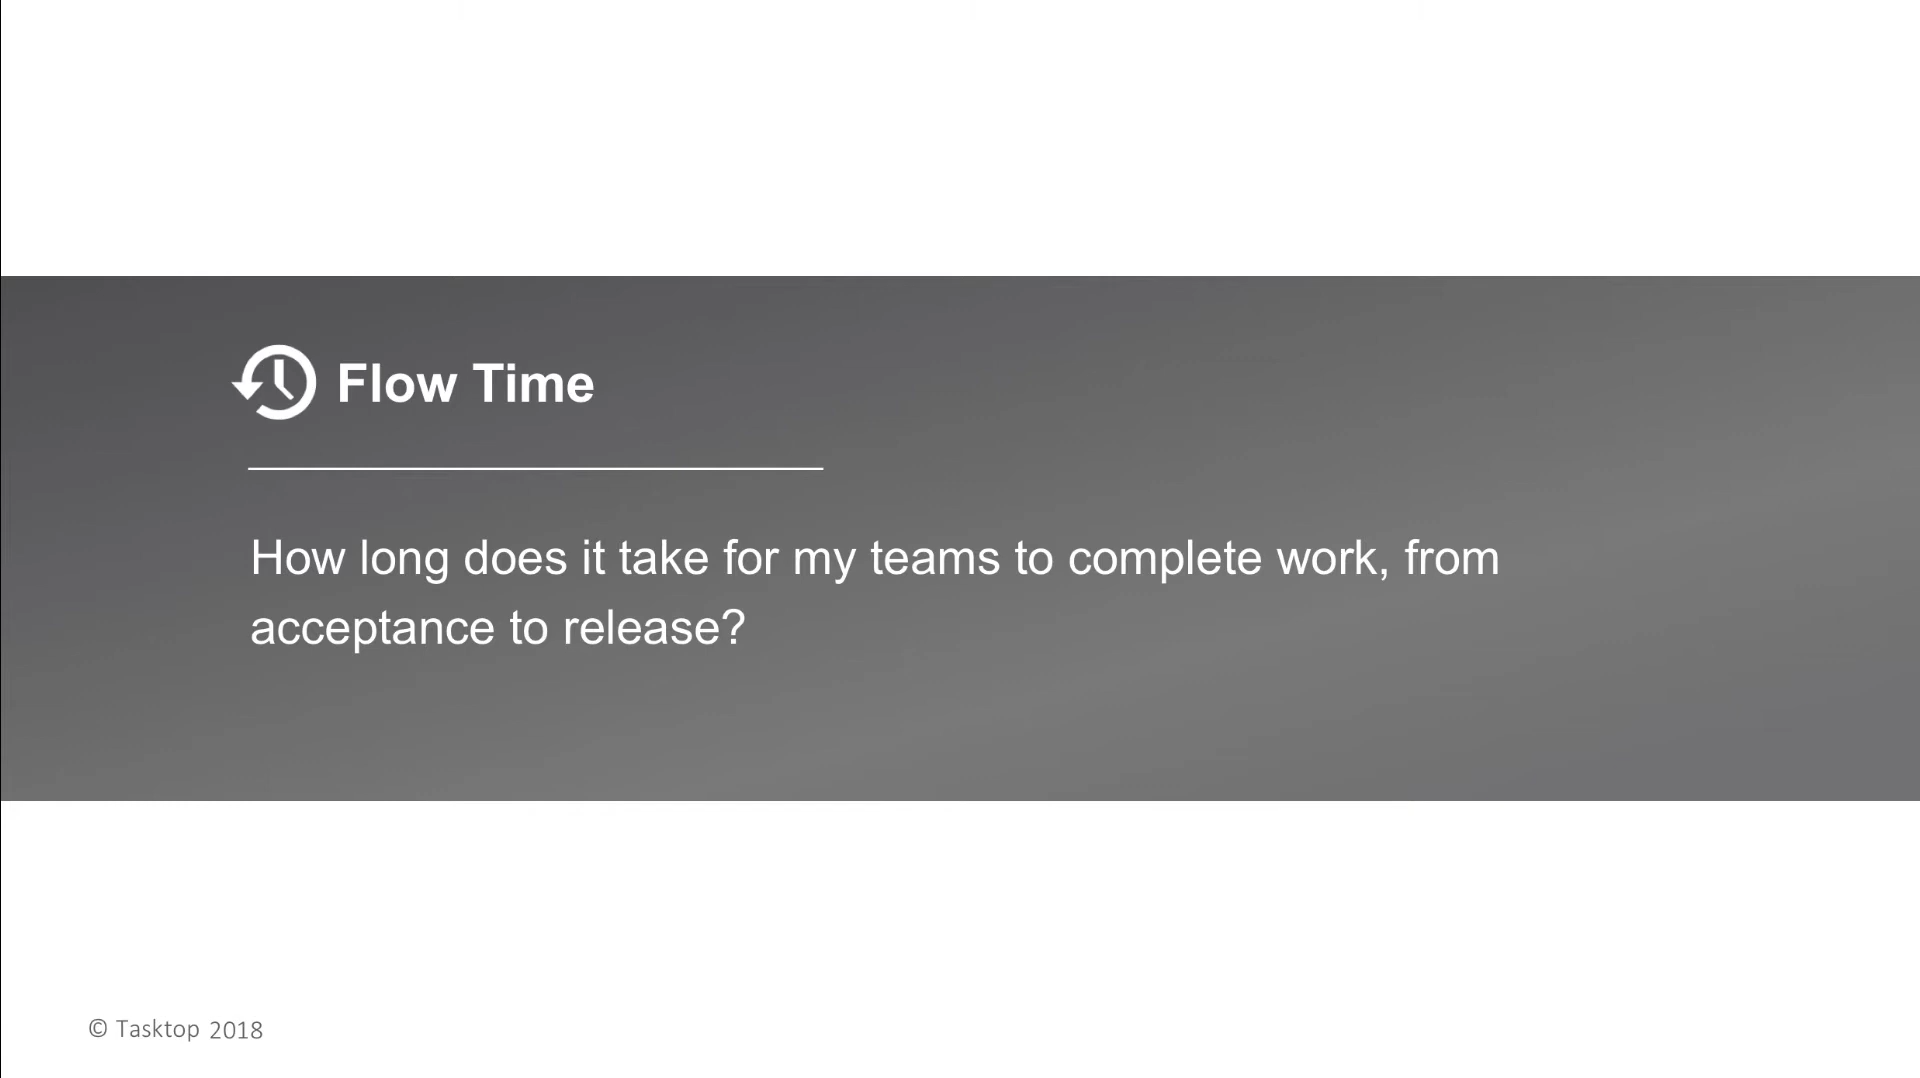 Flow Time
How long does it take for my teams to complete work, from
acceptance to release?
© Tasktop 2018